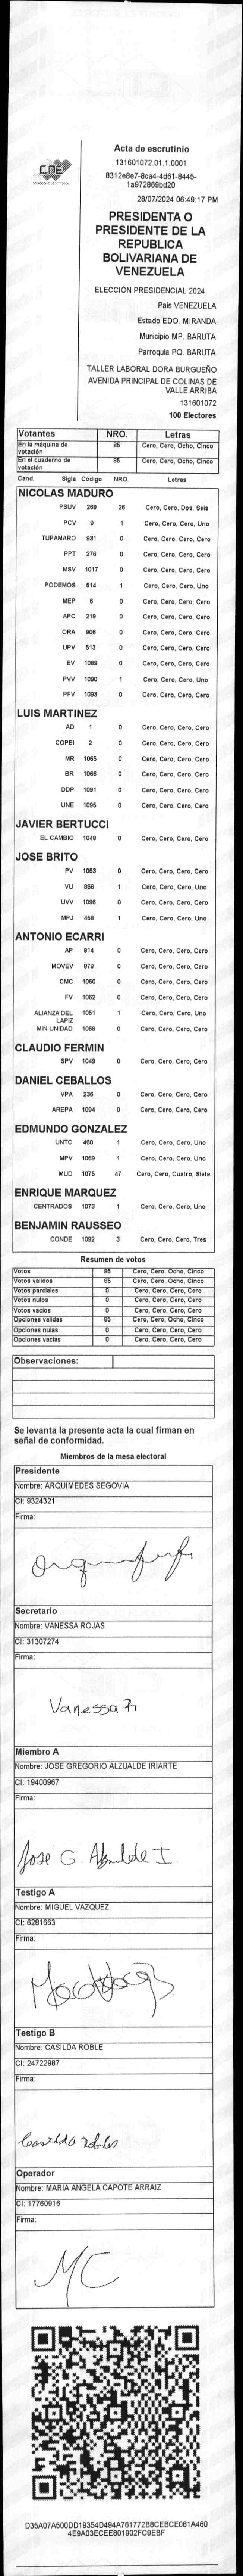 CNE
Acta de escrutinio
131601072.01.1.0001
8312e8e7-8ca4-4d61-8445-
1a972869bd20
28/07/2024 06:49:17 PM
PRESIDENTA O
PRESIDENTE DE LA
REPUBLICA
BOLIVARIANA DE
VENEZUELA
ELECCIÓN PRESIDENCIAL 2024
Pais VENEZUELA
Estado EDO. MIRANDA
Municipio MP. BARUTA
Parroquia PQ. BARUTA
TALLER LABORAL DORA BURGUEÑO
AVENIDA PRINCIPAL DE COLINAS DE
VALLE ARRIBA
131601072
100 Electores
Votantes NRO. Letras
En la máquina de votación 85 Cero, Cero, Ocho, Cinco
En el cuaderno de votación 85 Cero, Cero, Ocho, Cinco
Cand. Sigla Código NRO. Letras
NICOLAS MADURO
PSUV 269 26 Cero, Cero, Dos, Seis
PCV 9 1 Cero, Cero, Cero, Uno
TUPAMARO 931 0 Cero, Cero, Cero, Cero
PPT 276 0 Cero, Cero, Cero, Cero
MSV 1017 0 Cero, Cero, Cero, Cero
PODEMOS 514 1 Cero, Cero, Cero, Uno
MEP 6 0 Cero, Cero, Cero, Cero
APC 219 0 Cero, Cero, Cero, Cero
ORA 906 0 Cero, Cero, Cero, Cero
UPV 513 0 Cero, Cero, Cero, Cero
EV 1089 0 Cero, Cero, Cero, Cero
PVV 1090 1 Cero, Cero, Cero, Uno
PFV 1093 0 Cero, Cero, Cero, Cero
LUIS MARTINEZ
AD 1 0 Cero, Cero, Cero, Cero
COPEI 2 0 Cero, Cero, Cero, Cero
MR 1065 0 Cero, Cero, Cero, Cero
BR 1066 0 Cero, Cero, Cero, Cero
DDP 1091 0 Cero, Cero, Cero, Cero
UNE 1095 0 Cero, Cero, Cero, Cero
JAVIER BERTUCCI
EL CAMBIO 1048 0 Cero, Cero, Cero, Cero
JOSE BRITO
PV 1053 0 Cero, Cero, Cero, Cero
VU 868 1 Cero, Cero, Cero, Uno
UVV 1096 0 Cero, Cero, Cero, Cero
MPJ 458 1 Cero, Cero, Cero, Uno
ANTONIO ECARRI
AP 814 0 Cero, Cero, Cero, Cero
MOVEV 878 0 Cero, Cero, Cero, Cero
CMC 1050 0 Cero, Cero, Cero, Cero
FV 1062 0 Cero, Cero, Cero, Cero
ALIANZA DEL LAPIZ 1051 1 Cero, Cero, Cero, Uno
MIN UNIDAD 1068 0 Cero, Cero, Cero, Cero
CLAUDIO FERMIN
SPV 1049 0 Cero, Cero, Cero, Cero
DANIEL CEBALLOS
VPA 236 0 Cero, Cero, Cero, Cero
AREPA 1094 0 Cero, Cero, Cero, Cero
EDMUNDO GONZALEZ
UNTC 460 1 Cero, Cero, Cero, Uno
MPV 1069 1 Cero, Cero, Cero, Uno
MUD 1075 47 Cero, Cero, Cuatro, Siete
ENRIQUE MARQUEZ
CENTRADOS 1073 1 Cero, Cero, Cero, Uno
BENJAMIN RAUSSEO
CONDE 1092 3 Cero, Cero, Cero, Tres
Resumen de votos
Votos 85 Cero, Cero, Ocho, Cinco
Votos validos 85 Cero, Cero, Ocho, Cinco
Votos parciales 0 Cero, Cero, Cero, Cero
Votos nulos 0 Cero, Cero, Cero, Cero
Votos vacios 0 Cero, Cero, Cero, Cero
Opciones validas 85 Cero, Cero, Ocho, Cinco
Opciones nulas 0 Cero, Cero, Cero, Cero
Opciones vacias 0 Cero, Cero, Cero, Cero
Observaciones:
Se levanta la presente acta la cual firman en
señal de conformidad.
Miembros de la mesa electoral
Presidente
Nombre: ARQUIMEDES SEGOVIA
CI: 9324321
Firma:
Secretario
Nombre: VANESSA ROJAS
CI: 31307274
Firma:
Vanessa R
Miembro A
Nombre: JOSE GREGORIO ALZUALDE IRIARTE
CI: 19400967
Firma:
Jose G Alzualde I.
Testigo A
Nombre: MIGUEL VAZQUEZ
CI: 6281663
Firma:
Testigo B
Nombre: CASILDA ROBLE
CI: 24722987
Firma:
Casilda Robles
Operador
Nombre: MARIA ANGELA CAPOTE ARRAIZ
CI: 17760916
Firma:
MC
D35A07A500DD19354D494A761772B8CEBCE081A460
4E9A03ECEE801902FC9EBF